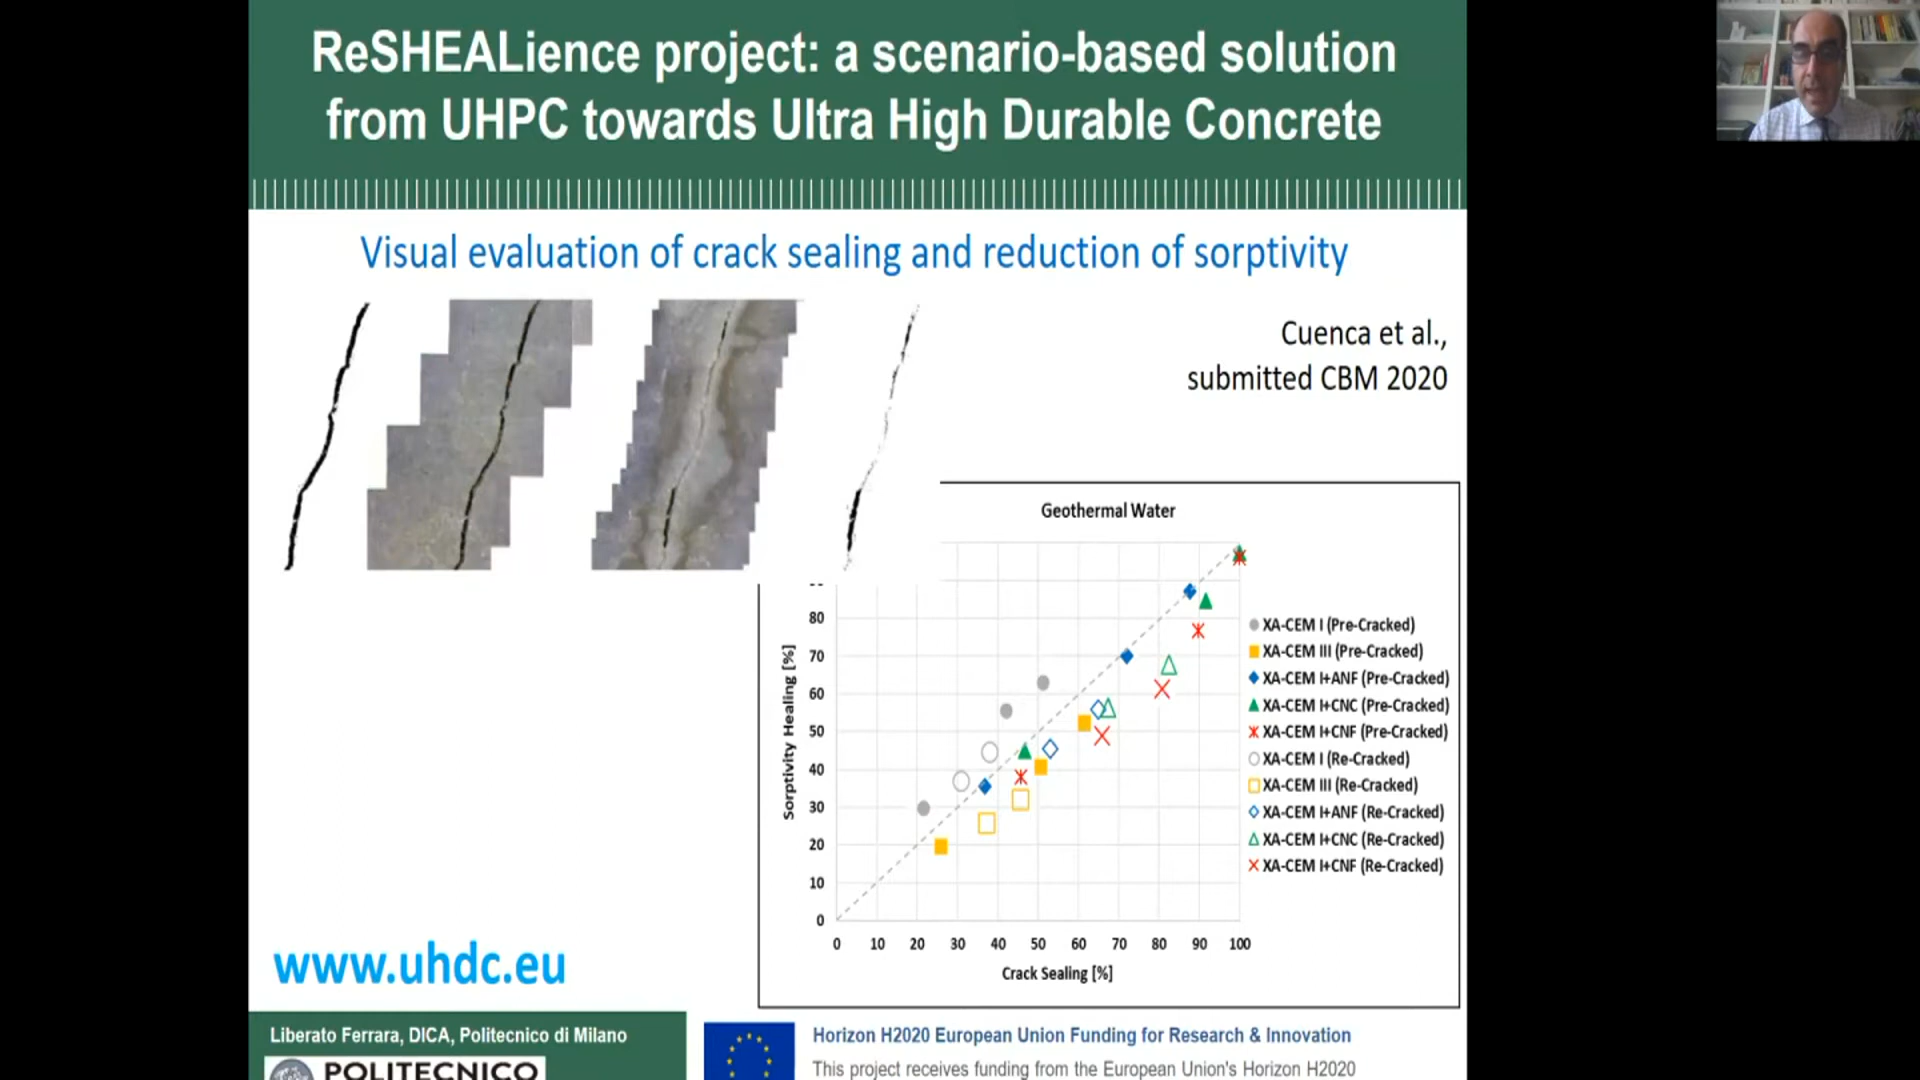 ReSHEALience project: a scenario-based solution
from UHPC towards Ultra High Durable Concrete
Visual evaluation of crack sealing and reduction of sorptivity
Cuenca et al.,
submitted CBM 2020
Geothermal Water
80
70
60
50
40
30
20
10
0
Sorptivity Healing [%]
0 10 20 30 40 50 60 70 80 90 100
Crack Sealing [%]
XA-CEM I (Pre-Cracked)
XA-CEM III (Pre-Cracked)
XA-CEM I+ANF (Pre-Cracked)
XA-CEM I+CNC (Pre-Cracked)
XA-CEM I+CNF (Pre-Cracked)
XA-CEM I (Re-Cracked)
XA-CEM III (Re-Cracked)
XA-CEM I+ANF (Re-Cracked)
XA-CEM I+CNC (Re-Cracked)
XA-CEM I+CNF (Re-Cracked)
www.uhdc.eu
Liberato Ferrara, DICA, Politecnico di Milano
POLITECNICO
Horizon H2020 European Union Funding for Research & Innovation
This project receives funding from the European Union's Horizon H2020